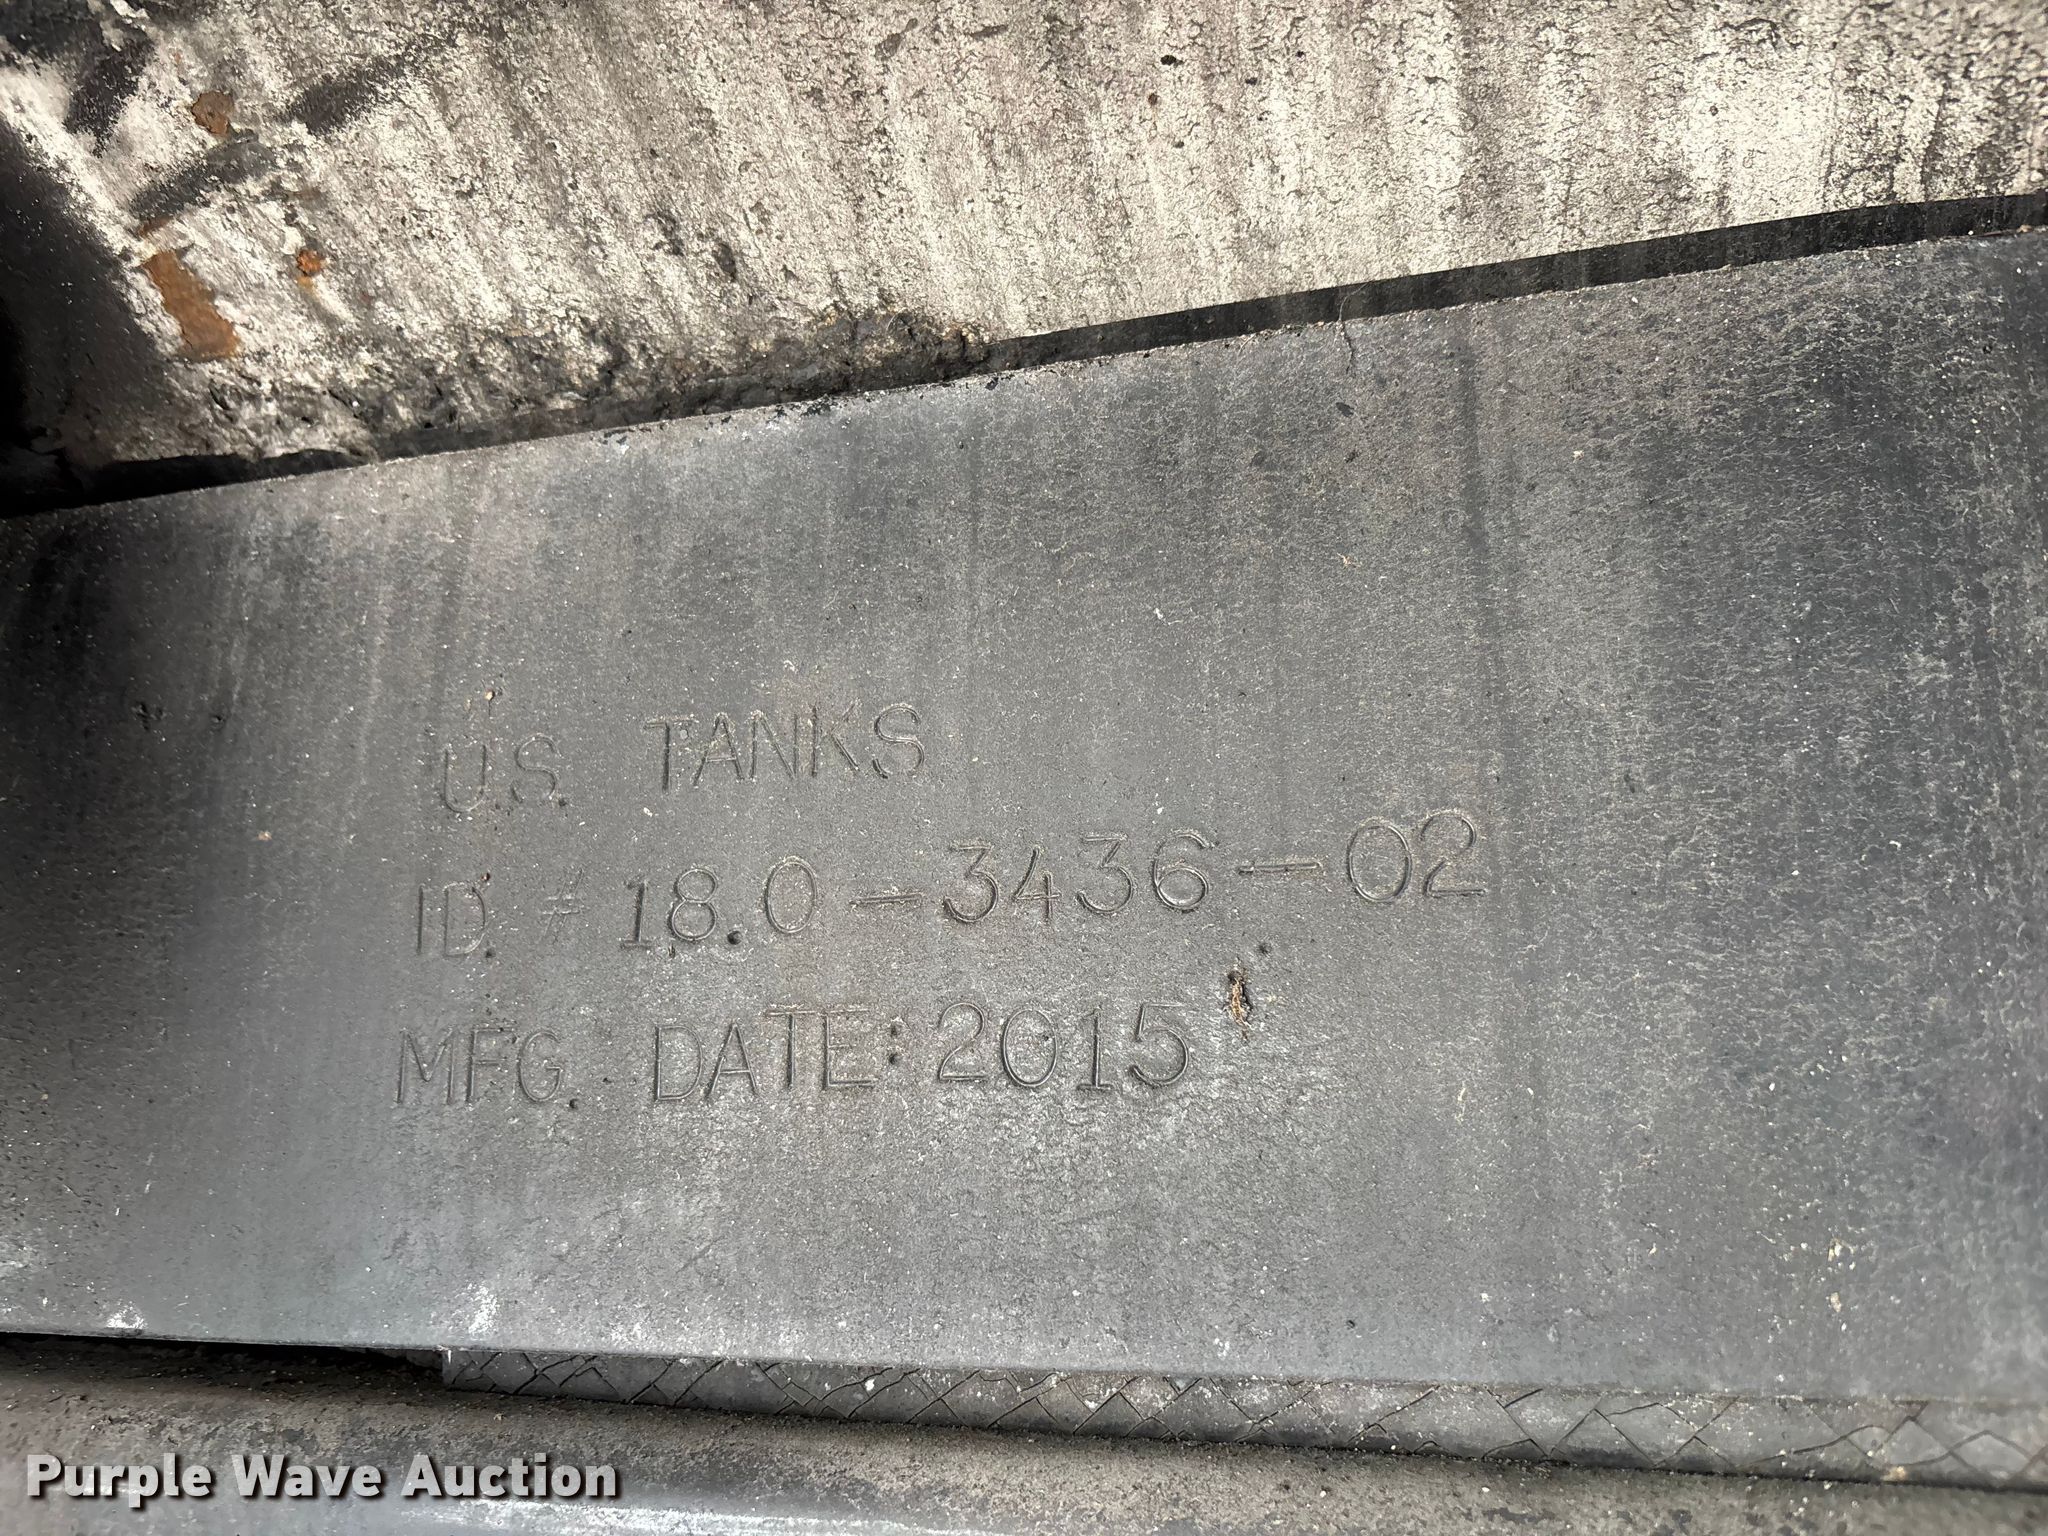 U.S. TANKS
ID. # 18.0-3436-02
MFG. DATE: 2015
Purple Wave Auction